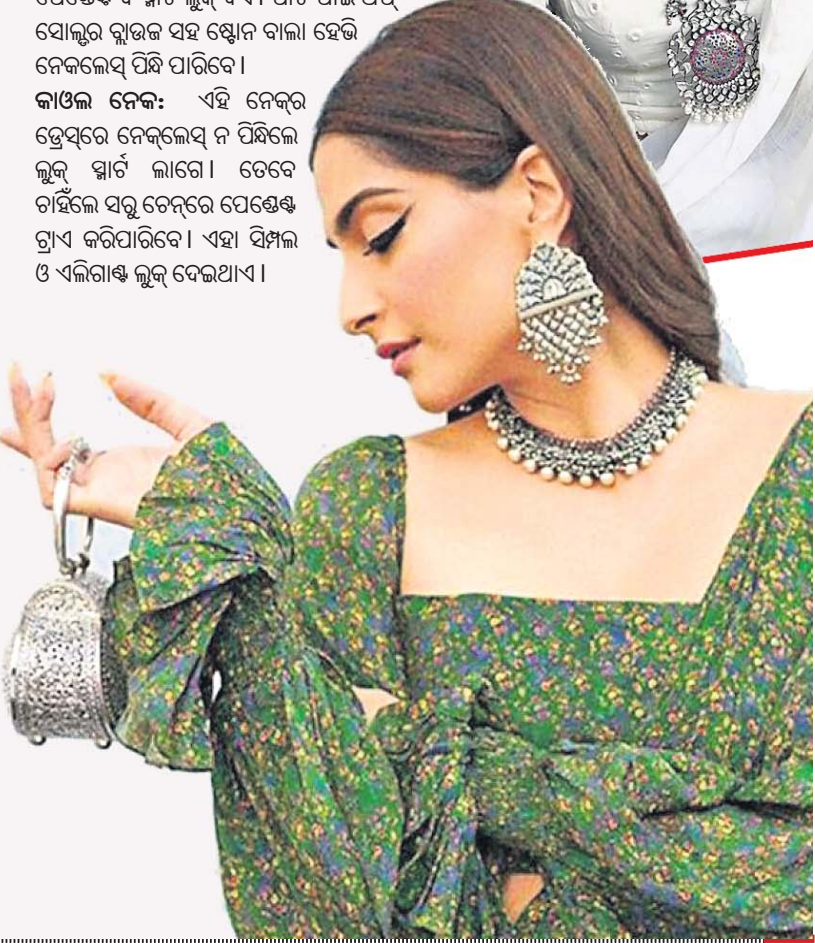 ସୋଲ୍ଡର ବ୍ଲାଉଜ ସହ ଷ୍ଟୋନ ବାଲା ହେଭି
ନେକଲେସ୍ ପିନ୍ଧି ପାରିବେ।
କାଓଲ ନେକ: ଏହି ନେକ୍‌ର
ଡ୍ରେସ୍‌ରେ ନେକ୍‌ଲେସ୍ ନ ପିନ୍ଧିଲେ
ଲୁକ୍ ସ୍ମାର୍ଟ ଲାଗେ। ତେବେ
ଚାହିଁଲେ ସରୁ ଚେନ୍‌ରେ ପେଣ୍ଡେଣ୍ଟ
ଟ୍ରାଏ କରିପାରିବେ। ଏହା ସିମ୍ପଲ
ଓ ଏଲିଗାଣ୍ଟ ଲୁକ୍ ଦେଇଥାଏ।